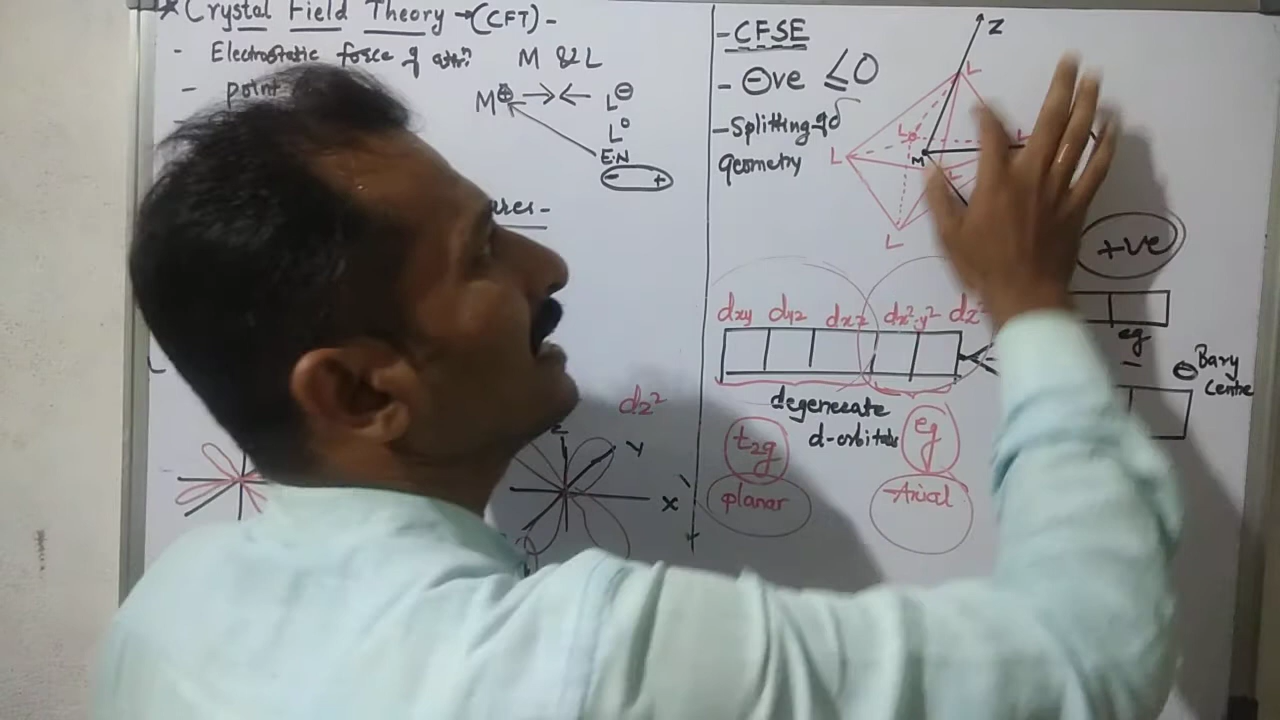 * Crystal Field Theory → (CFT) -
- Electrostatic force of attrn M & L
- point
M⊕ →← L⊖
L⁰
E.N
- +
ures -
dz²
Z
Y
X
- CFSE
- ⊖ve ≤0
- Splitting of d
geometry
Z
L
L
L
L
M
L
L
+ve
dxy dyz dxz dx²-y² dz²
eg
⊖ Bary
Centre
degenerate
d-orbitals
t₂g
eg
planar
Axial